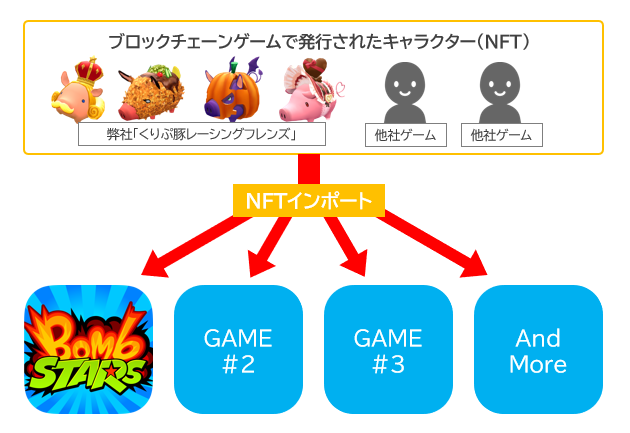 ブロックチェーンゲームで発行されたキャラクター(NFT)
弊社「くりぷ豚レーシングフレンズ」
他社ゲーム
他社ゲーム
NFTインポート
Bomb
STARS
GAME
#2
GAME
#3
And
More